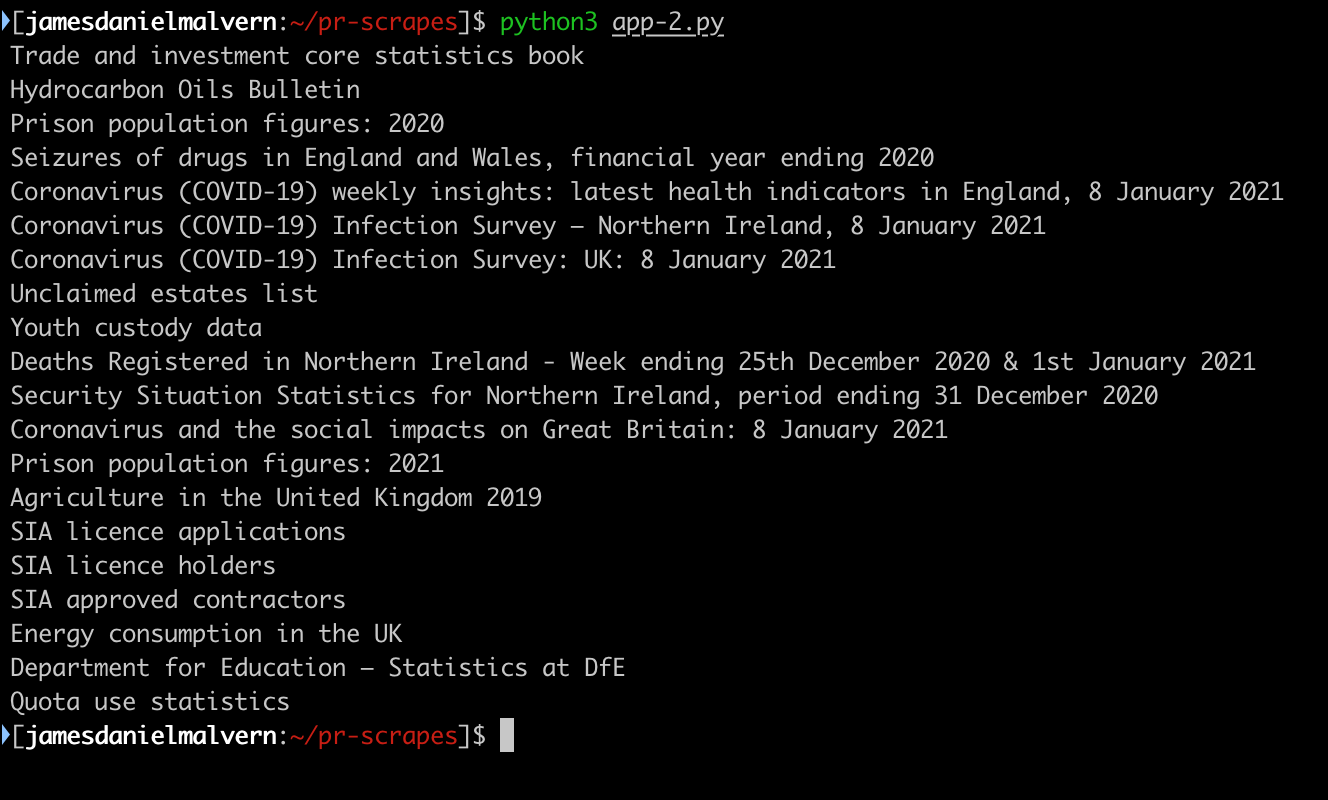 [jamesdanielmalvern:~/pr-scrapes]$ python3 app-2.py
Trade and investment core statistics book
Hydrocarbon Oils Bulletin
Prison population figures: 2020
Seizures of drugs in England and Wales, financial year ending 2020
Coronavirus (COVID-19) weekly insights: latest health indicators in England, 8 January 2021
Coronavirus (COVID-19) Infection Survey – Northern Ireland, 8 January 2021
Coronavirus (COVID-19) Infection Survey: UK: 8 January 2021
Unclaimed estates list
Youth custody data
Deaths Registered in Northern Ireland - Week ending 25th December 2020 & 1st January 2021
Security Situation Statistics for Northern Ireland, period ending 31 December 2020
Coronavirus and the social impacts on Great Britain: 8 January 2021
Prison population figures: 2021
Agriculture in the United Kingdom 2019
SIA licence applications
SIA licence holders
SIA approved contractors
Energy consumption in the UK
Department for Education – Statistics at DfE
Quota use statistics
[jamesdanielmalvern:~/pr-scrapes]$